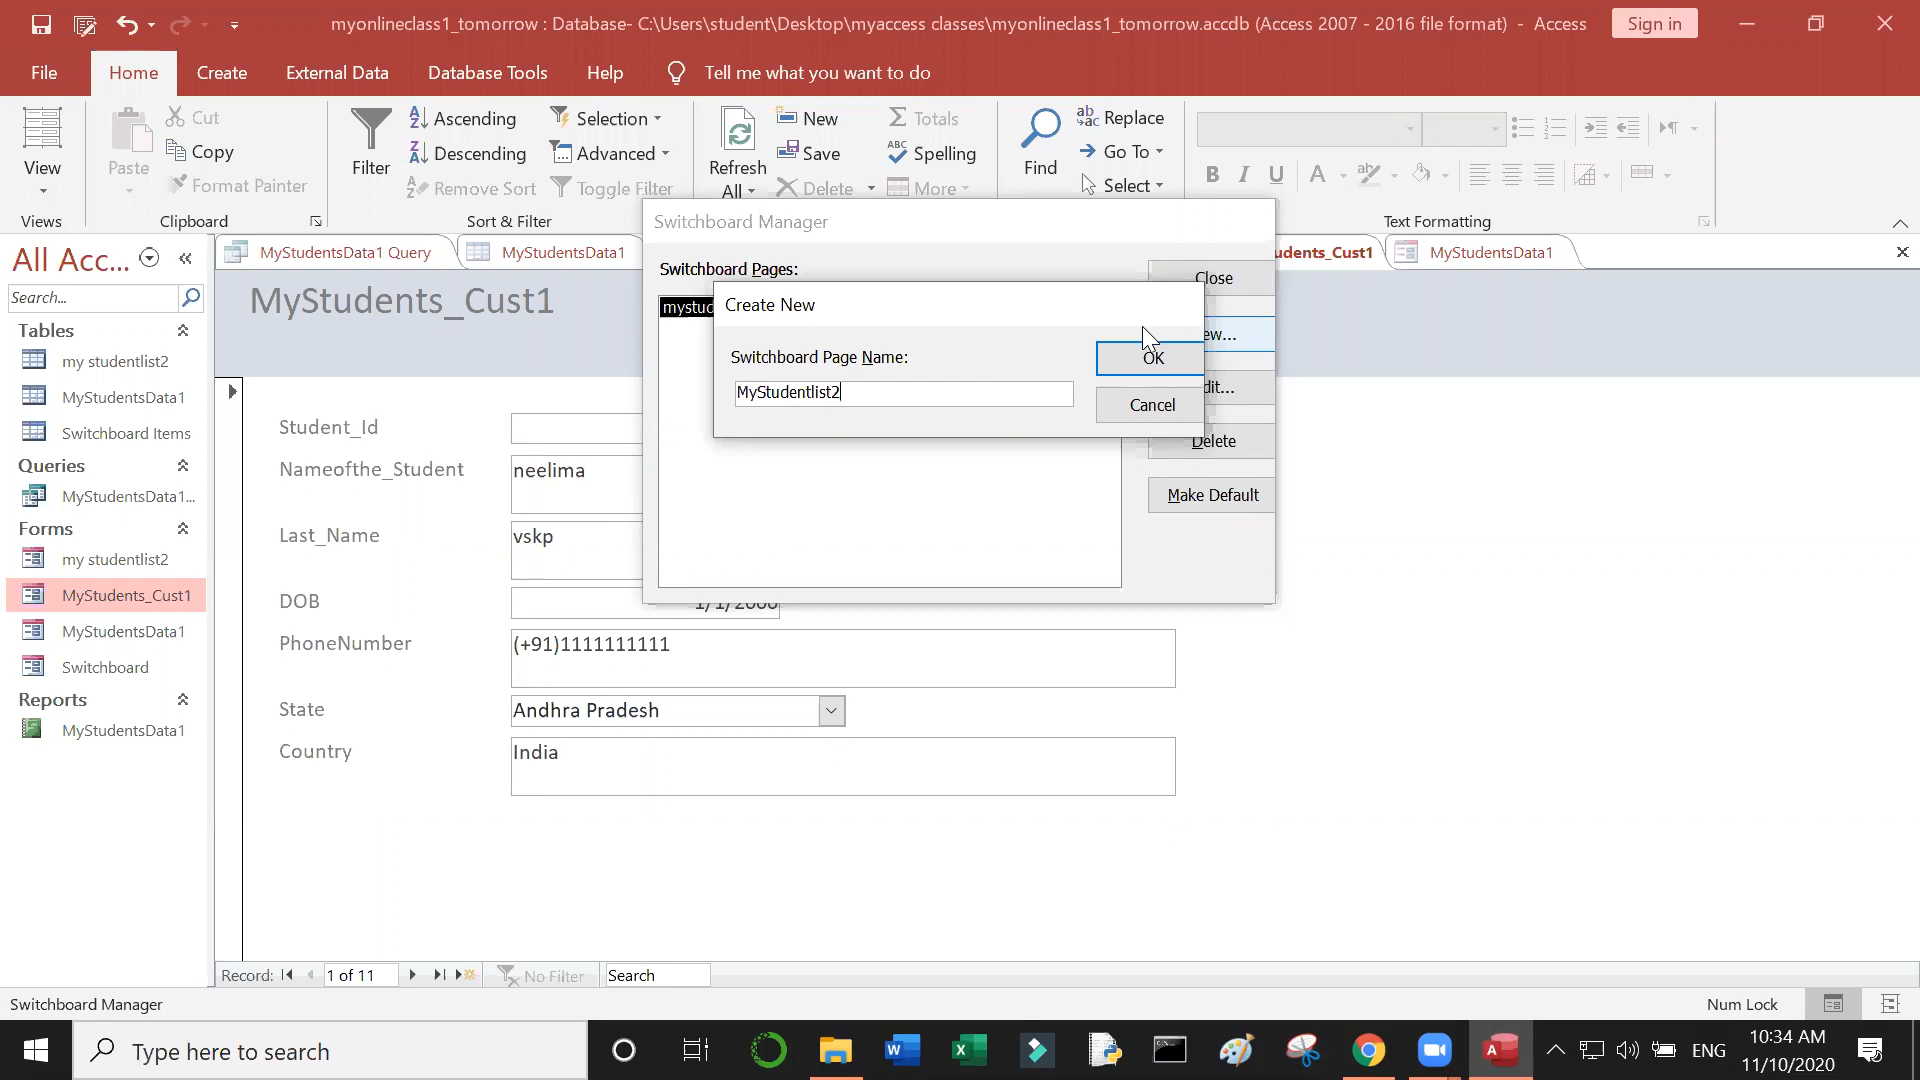 myonlineclass1_tomorrow : Database- C:\Users\student\Desktop\myaccess classes\myonlineclass1_tomorrow.accdb (Access 2007 - 2016 file format) - Access
Sign in
File
Home
Create
External Data
Database Tools
Help
Tell me what you want to do
View
Paste
Cut
Copy
Format Painter
Filter
Ascending
Descending
Remove Sort
Selection
Advanced
Toggle Filter
Refresh
All
New
Save
Delete
Totals
Spelling
More
Find
Replace
Go To
Select
B I U
Views
Clipboard
Sort & Filter
Text Formatting
Switchboard Manager
Switchboard Pages:
mystud
Close
ew...
dit...
Delete
Make Default
Create New
Switchboard Page Name:
MyStudentlist2
OK
Cancel
All Acc...
Search...
Tables
my studentlist2
MyStudentsData1
Switchboard Items
Queries
MyStudentsData1...
Forms
my studentlist2
MyStudents_Cust1
MyStudentsData1
Switchboard
Reports
MyStudentsData1
MyStudentsData1 Query
MyStudentsData1
udents_Cust1
MyStudentsData1
MyStudents_Cust1
Student_Id
Nameofthe_Student
neelima
Last_Name
vskp
DOB
1/1/2000
PhoneNumber
(+91)1111111111
State
Andhra Pradesh
Country
India
Record:
1 of 11
No Filter
Search
Switchboard Manager
Num Lock
Type here to search
ENG
10:34 AM
11/10/2020